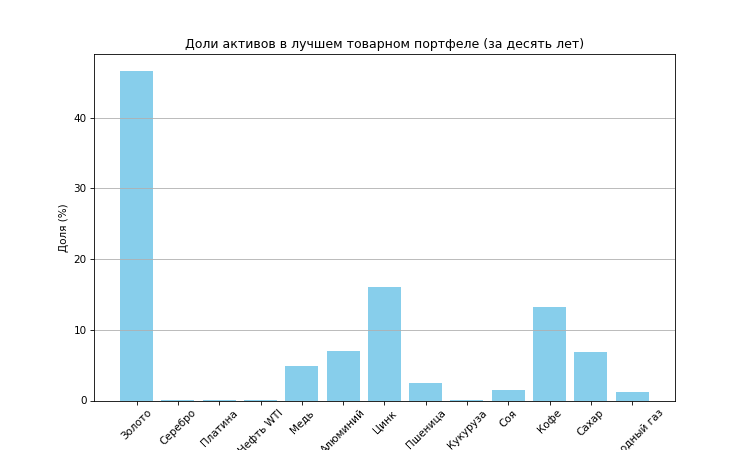 Доли активов в лучшем товарном портфеле (за десять лет)
Доля (%)
40
30
20
10
0
Золото
Серебро
Платина
Нефть WTI
Медь
Алюминий
Цинк
Пшеница
Кукуруза
Соя
Кофе
Сахар
газ